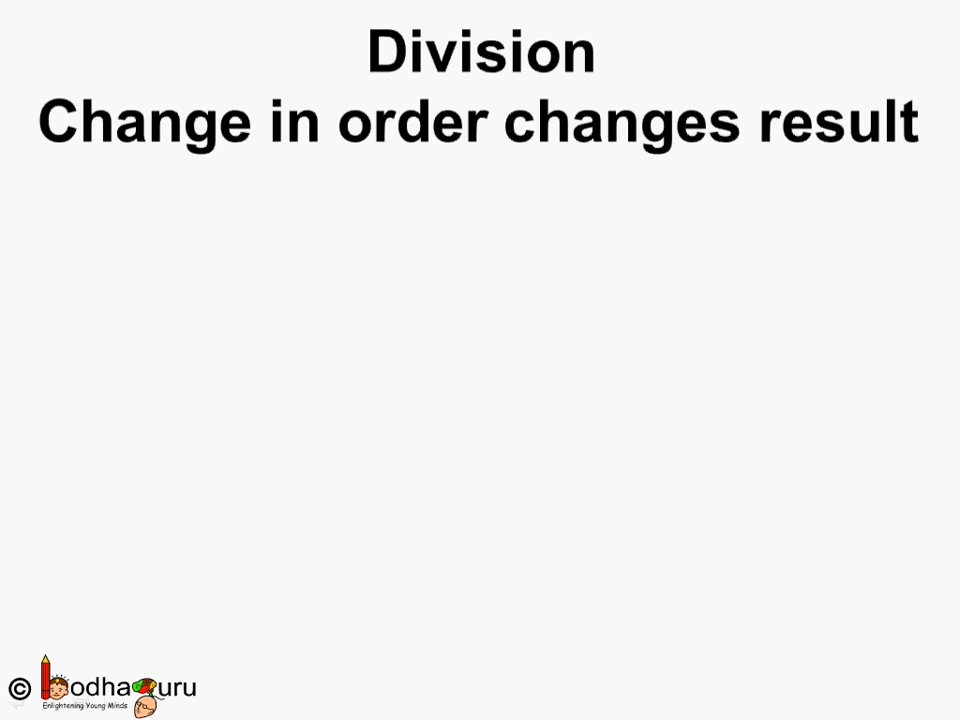 Division
Change in order changes result
© BodhaGuru
Enlightening Young Minds